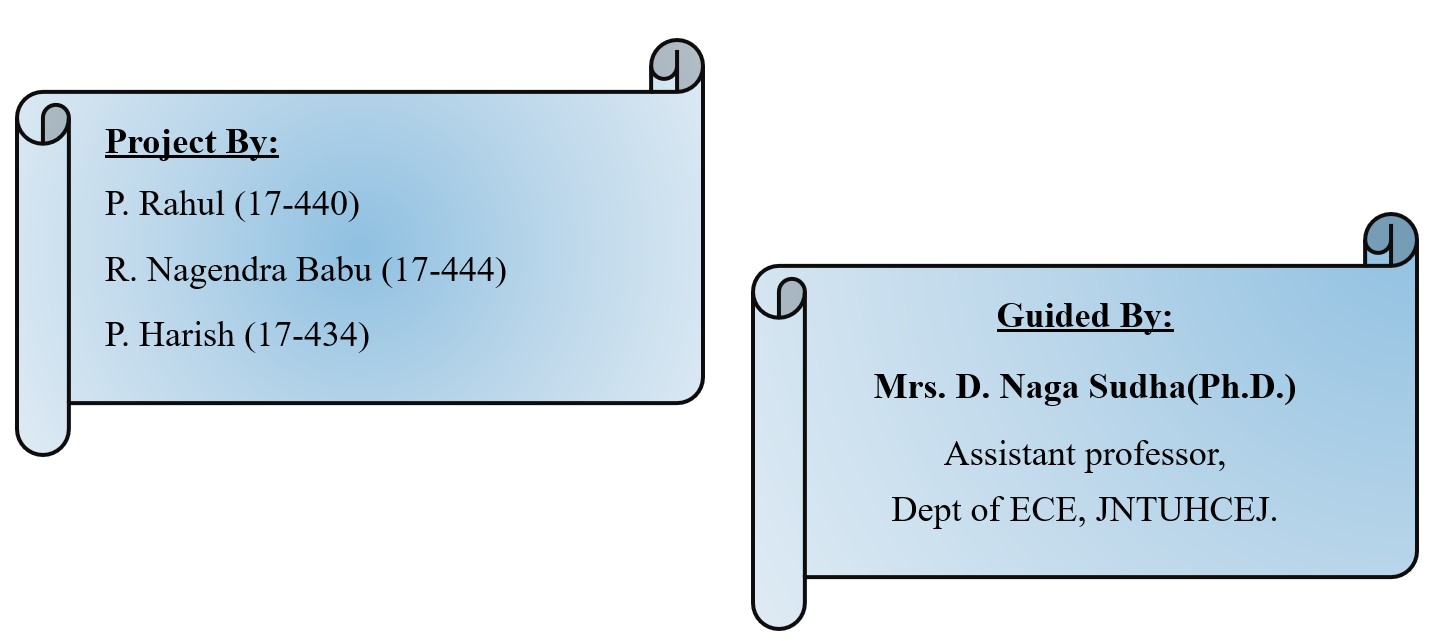 Project By:
P. Rahul (17-440)
R. Nagendra Babu (17-444)
P. Harish (17-434)
Guided By:
Mrs. D. Naga Sudha(Ph.D.)
Assistant professor,
Dept of ECE, JNTUHCEJ.